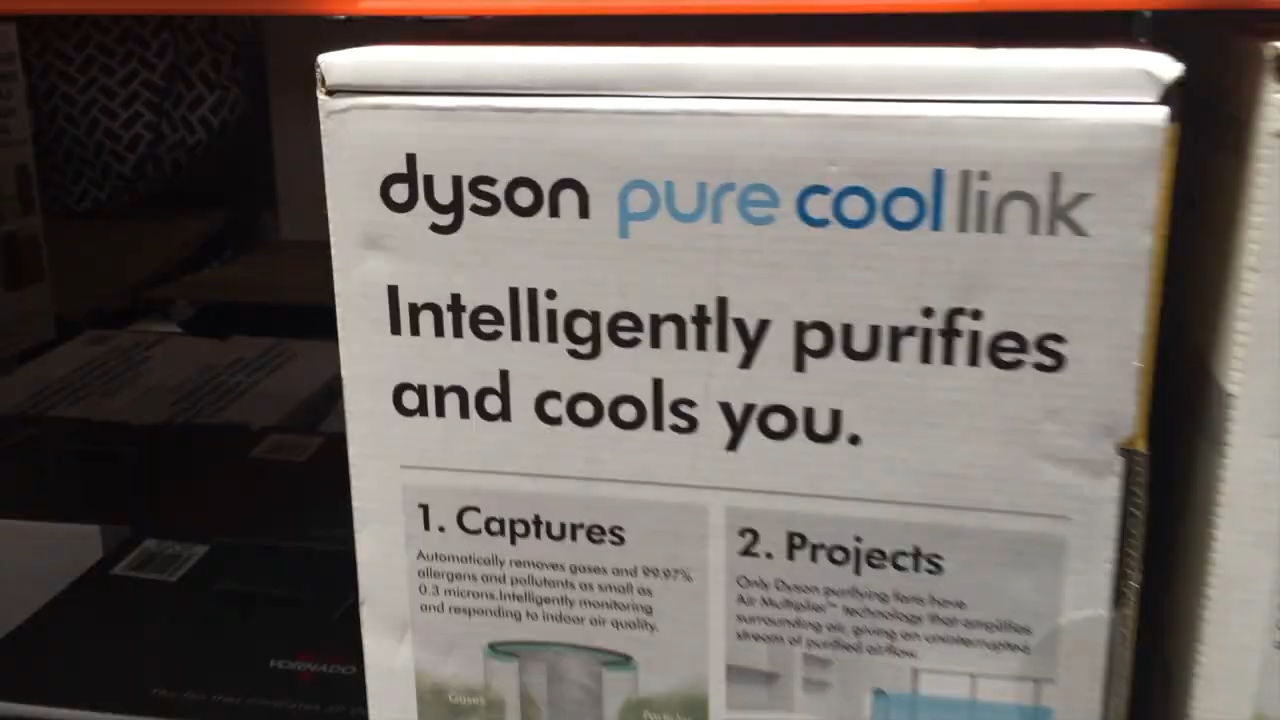 dyson pure cool link
Intelligently purifies
and cools you.
1. Captures
Automatically removes gases and 99.97%
allergens and pollutants as small as
0.3 microns.Intelligently monitoring
and responding to indoor air quality.
Gases
2. Projects
Only Dyson purifying fans have
Air Multiplier™ technology that amplifies
surrounding air, giving an uninterrupted
stream of purified airflow.
VORNADO